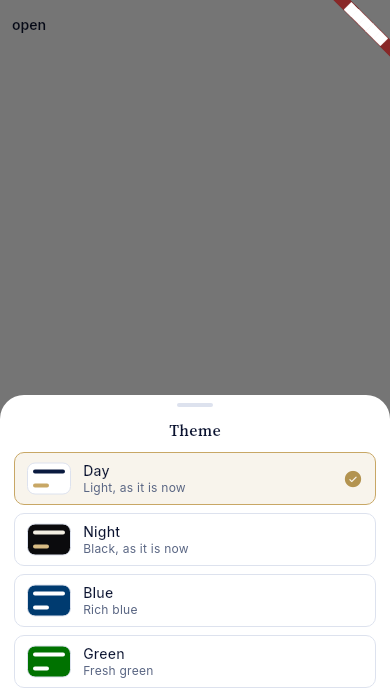 open
Theme
Day
Light, as it is now
Night
Black, as it is now
Blue
Rich blue
Green
Fresh green